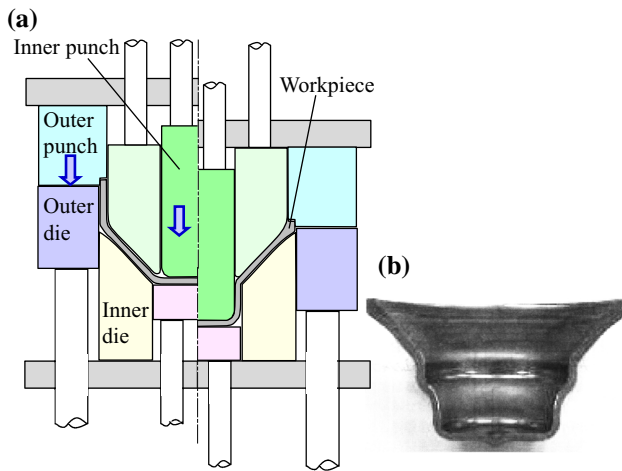 (a)
Inner punch
Workpiece
Outer
punch
Outer
die
(b)
Inner
die